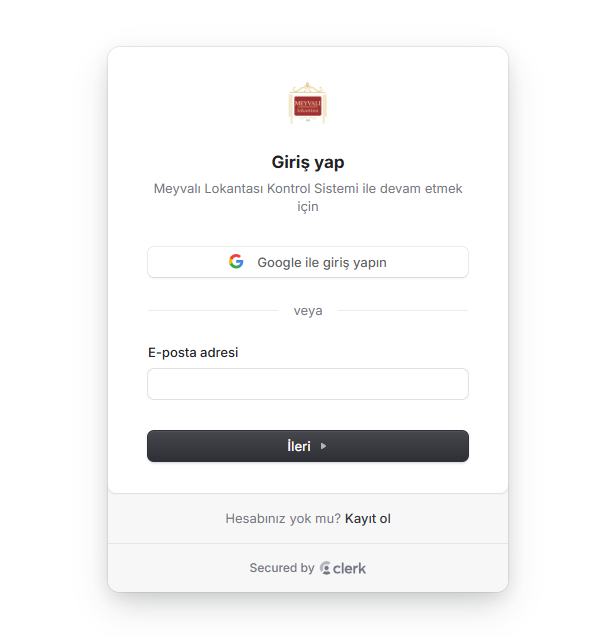 MEYVALI
Giriş yap
Meyvalı Lokantası Kontrol Sistemi ile devam etmek
için
Google ile giriş yapın
veya
E-posta adresi
İleri
Hesabınız yok mu? Kayıt ol
Secured by clerk